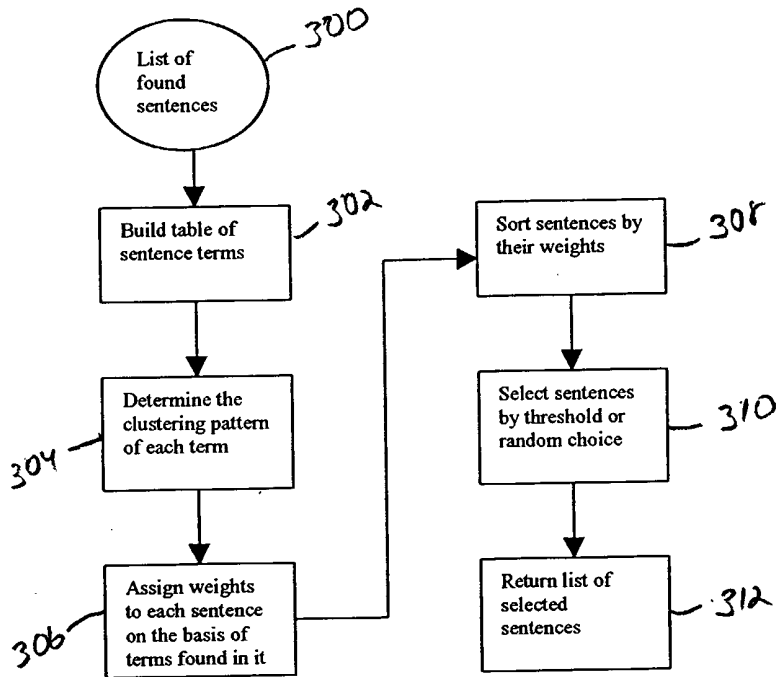 300
List of
found
sentences
302
Build table of
sentence terms
304
Determine the
clustering pattern
of each term
306
Assign weights
to each sentence
on the basis of
terms found in it
308
Sort sentences by
their weights
310
Select sentences
by threshold or
random choice
312
Return list of
selected
sentences